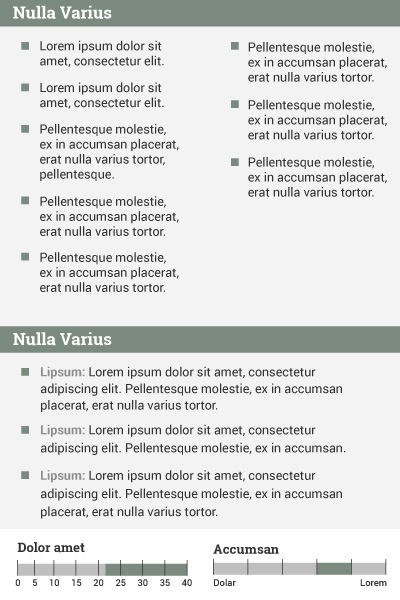 Nulla Varius
Lorem ipsum dolor sit
amet, consectetur elit.
Lorem ipsum dolor sit
amet, consectetur elit.
Pellentesque molestie,
ex in accumsan placerat,
erat nulla varius tortor,
pellentesque.
Pellentesque molestie,
ex in accumsan placerat,
erat nulla varius tortor.
Pellentesque molestie,
ex in accumsan placerat,
erat nulla varius tortor.
Pellentesque molestie,
ex in accumsan placerat,
erat nulla varius tortor.
Pellentesque molestie,
ex in accumsan placerat,
erat nulla varius tortor.
Pellentesque molestie,
ex in accumsan placerat,
erat nulla varius tortor.
Nulla Varius
Lipsum: Lorem ipsum dolor sit amet, consectetur
adipiscing elit. Pellentesque molestie, ex in accumsan
placerat, erat nulla varius tortor.
Lipsum: Lorem ipsum dolor sit amet, consectetur
adipiscing elit. Pellentesque molestie, ex in accumsan.
Lipsum: Lorem ipsum dolor sit amet, consectetur
adipiscing elit. Pellentesque molestie, ex in accumsan
placerat, erat nulla varius tortor.
Dolor amet
0 5 10 15 20 25 30 35 40
Accumsan
Dolar Lorem